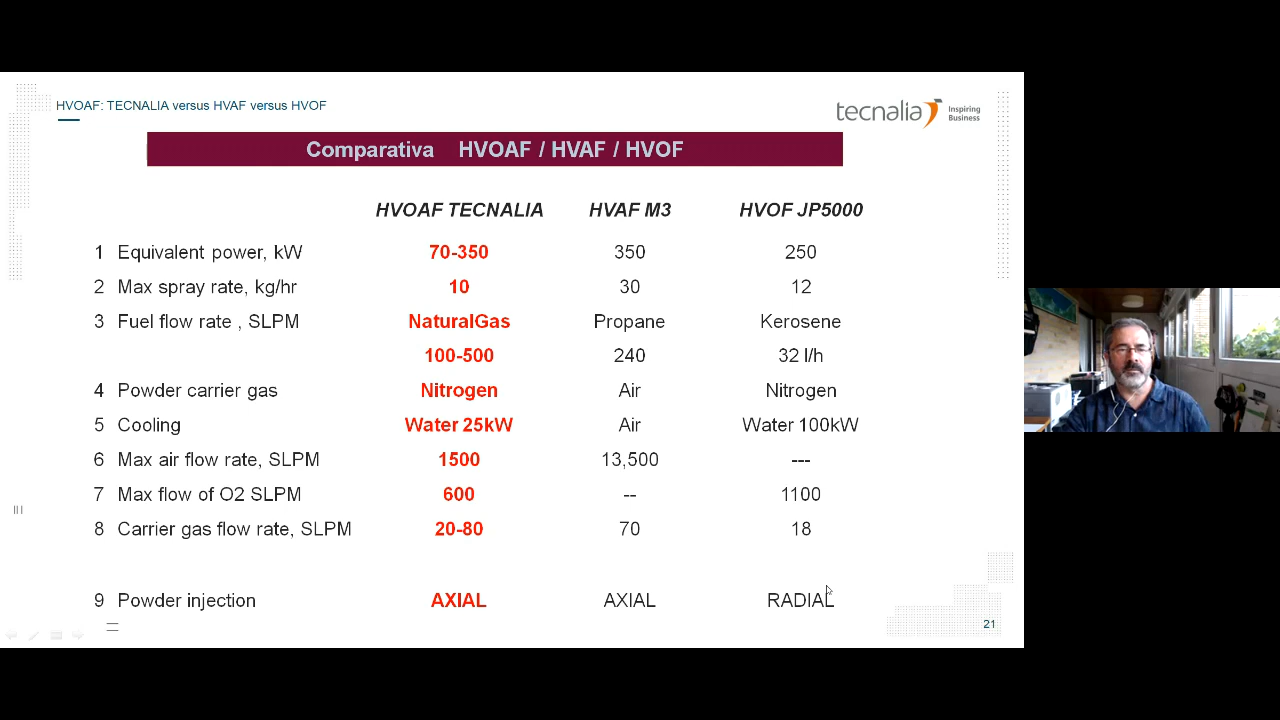 HVOAF: TECNALIA versus HVAF versus HVOF
tecnalia Inspiring Business
Comparativa HVOAF / HVAF / HVOF
HVOAF TECNALIA HVAF M3 HVOF JP5000
1 Equivalent power, kW 70-350 350 250
2 Max spray rate, kg/hr 10 30 12
3 Fuel flow rate , SLPM NaturalGas Propane Kerosene
100-500 240 32 l/h
4 Powder carrier gas Nitrogen Air Nitrogen
5 Cooling Water 25kW Air Water 100kW
6 Max air flow rate, SLPM 1500 13,500 ---
7 Max flow of O2 SLPM 600 -- 1100
8 Carrier gas flow rate, SLPM 20-80 70 18
9 Powder injection AXIAL AXIAL RADIAL
21